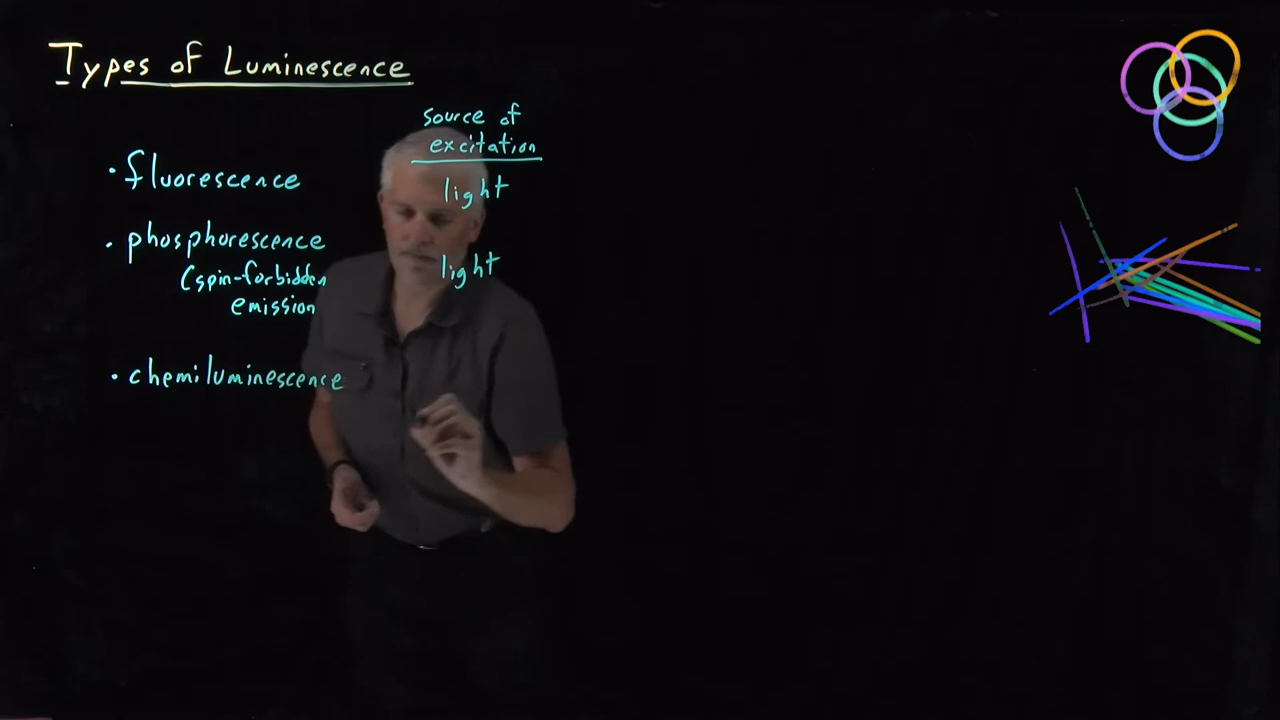 Types of Luminescence
source of
excitation
• fluorescence light
• phosphorescence
(spin-forbidden light
emission
• chemiluminescence